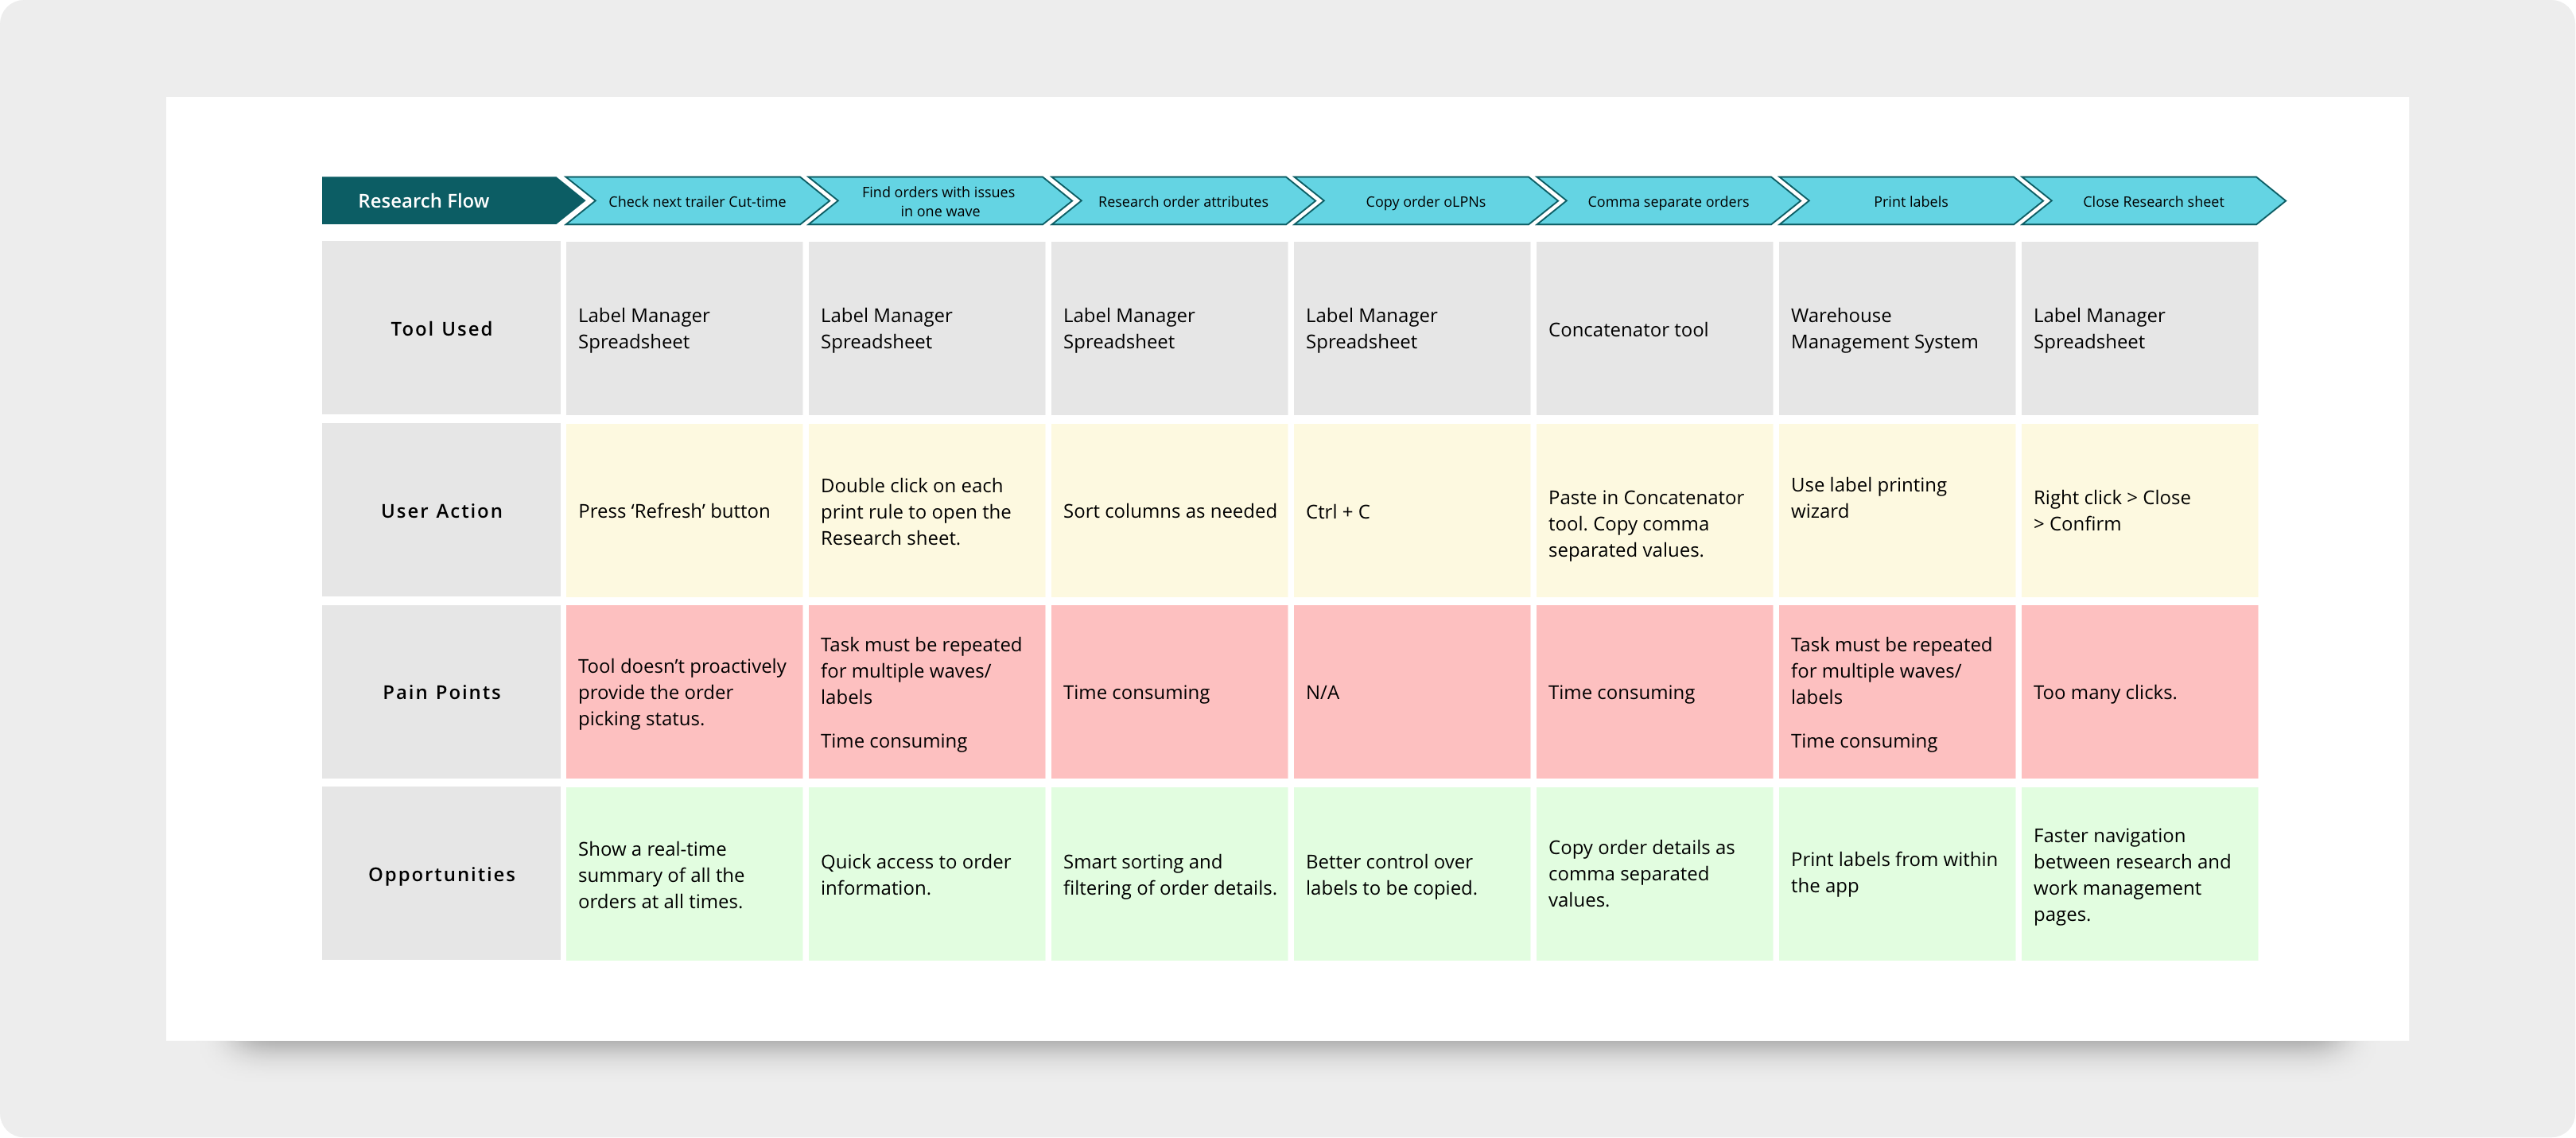 Research Flow
Check next trailer Cut-time
Find orders with issues
in one wave
Research order attributes
Copy order oLPNs
Comma separate orders
Print labels
Close Research sheet
Tool Used
Label Manager
Spreadsheet
Label Manager
Spreadsheet
Label Manager
Spreadsheet
Label Manager
Spreadsheet
Concatenator tool
Warehouse
Management System
Label Manager
Spreadsheet
User Action
Press ‘Refresh’ button
Double click on each
print rule to open the
Research sheet.
Sort columns as needed
Ctrl + C
Paste in Concatenator
tool. Copy comma
separated values.
Use label printing
wizard
Right click > Close
> Confirm
Pain Points
Tool doesn’t proactively
provide the order
picking status.
Task must be repeated
for multiple waves/
labels
Time consuming
Time consuming
N/A
Time consuming
Task must be repeated
for multiple waves/
labels
Time consuming
Too many clicks.
Opportunities
Show a real-time
summary of all the
orders at all times.
Quick access to order
information.
Smart sorting and
filtering of order details.
Better control over
labels to be copied.
Copy order details as
comma separated
values.
Print labels from within
the app
Faster navigation
between research and
work management
pages.